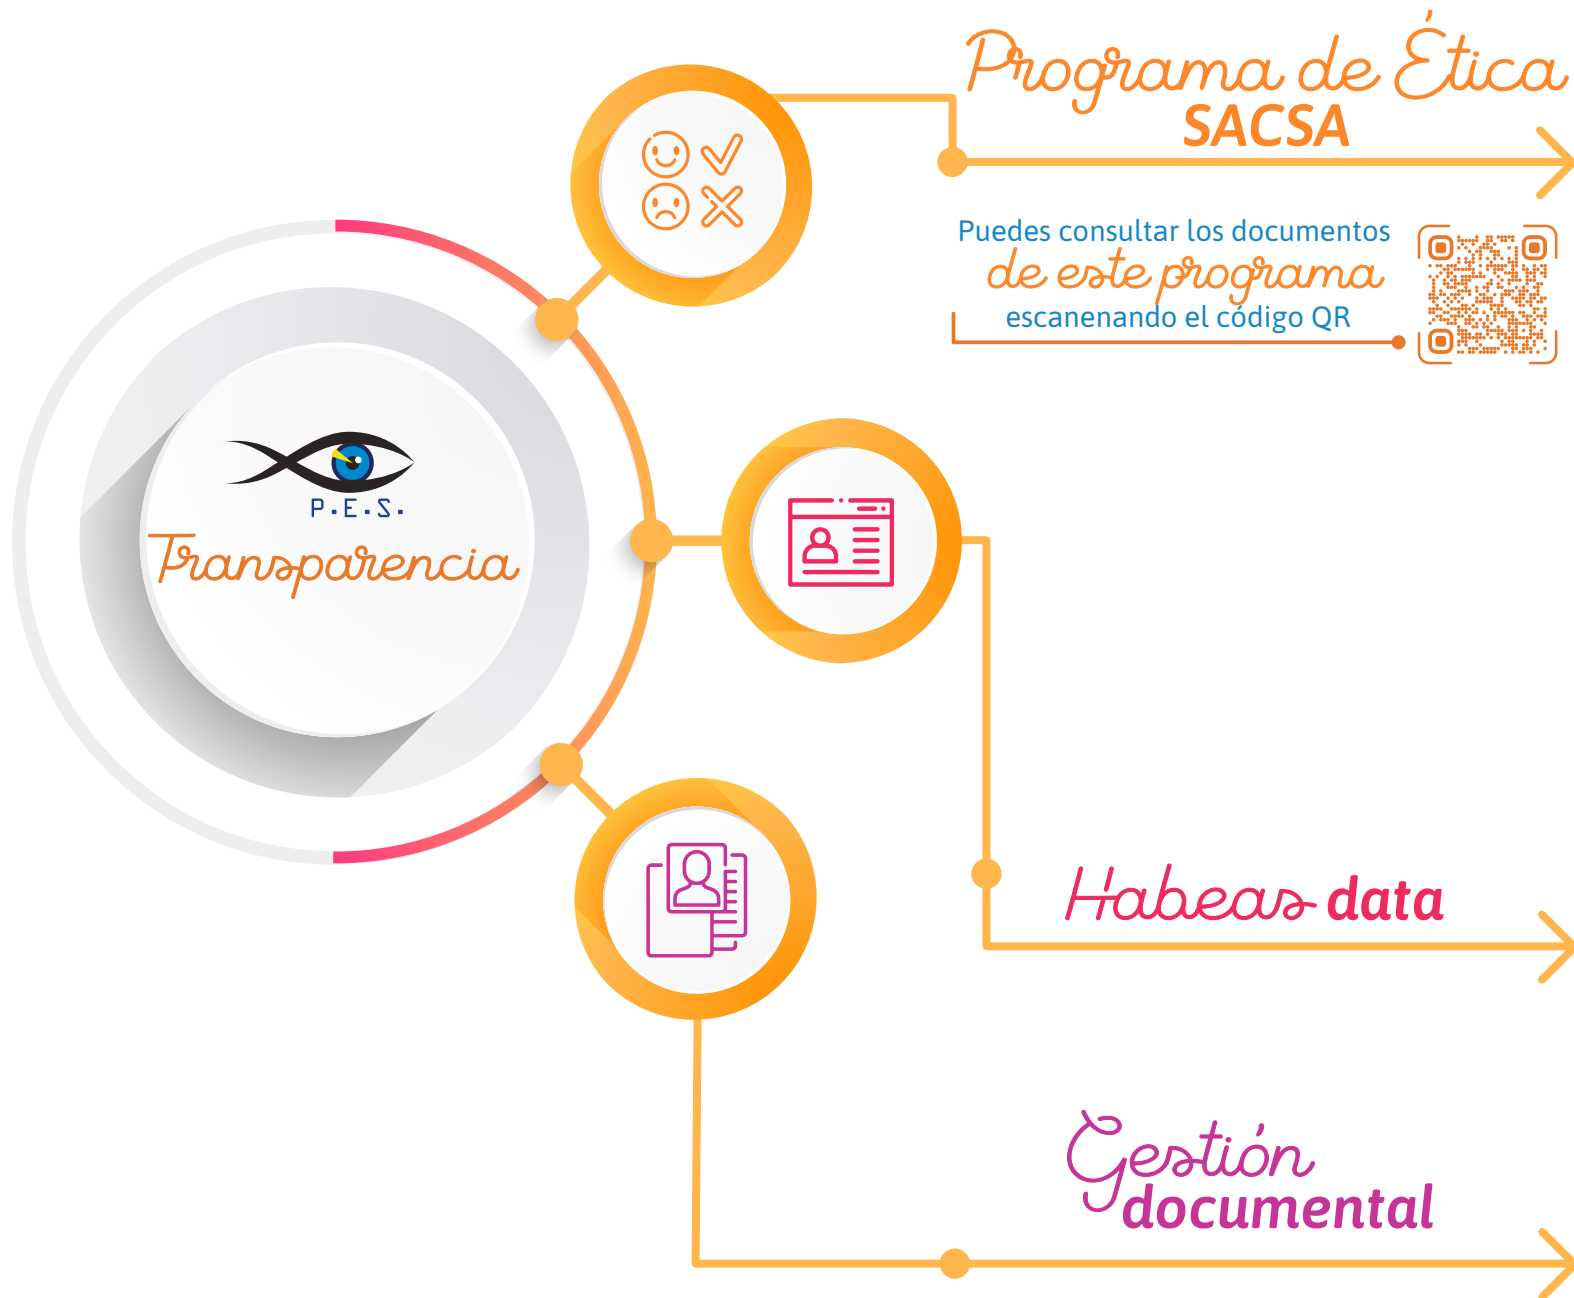 Programa de Ética
SACSA
Puedes consultar los documentos
de este programa
escanenando el código QR
P.E.S.
Transparencia
Habeas data
Gestión
documental